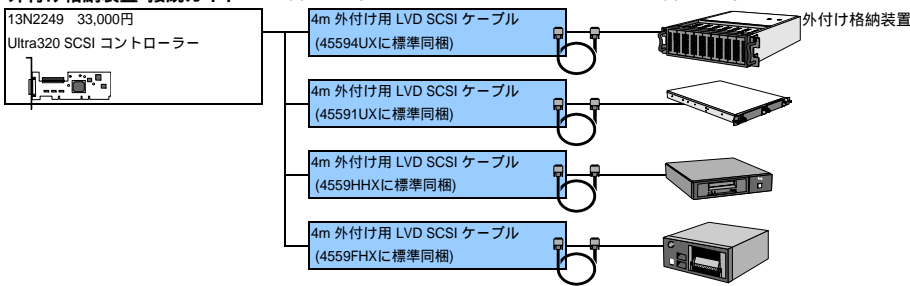 13N2249 33,000円
Ultra320 SCSI コントローラー
4m 外付け用 LVD SCSI ケーブル
(45594UXに標準同梱)
外付け格納装置
4m 外付け用 LVD SCSI ケーブル
(45591UXに標準同梱)
4m 外付け用 LVD SCSI ケーブル
(4559HHXに標準同梱)
4m 外付け用 LVD SCSI ケーブル
(4559FHXに標準同梱)